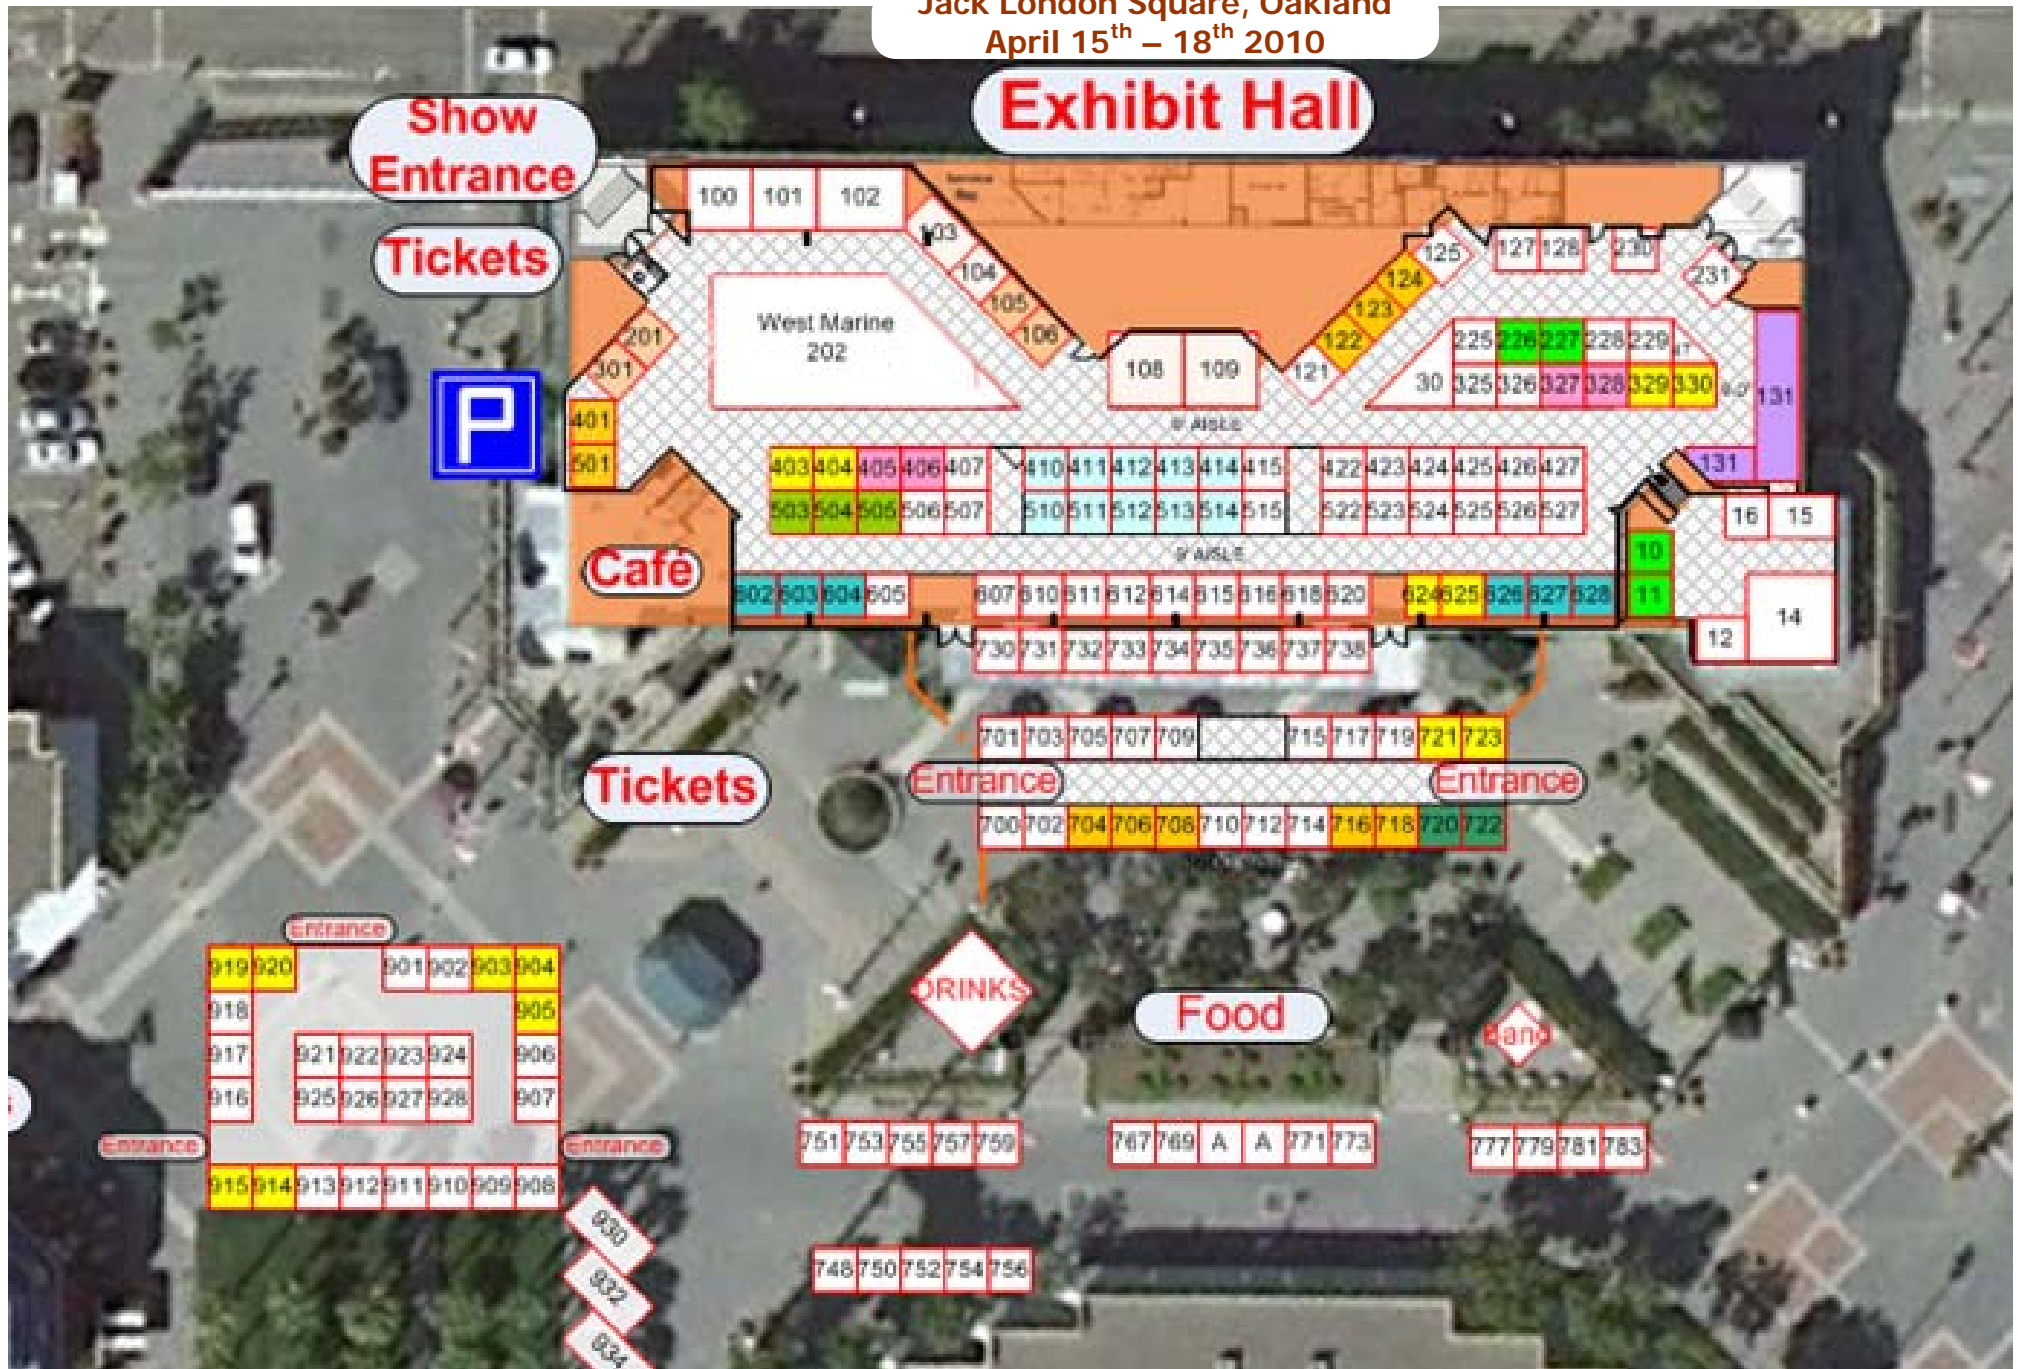 Jack London Square, Oakland
April 15th – 18th 2010
Exhibit Hall
Show
Entrance
Tickets
100 101 102
103
104
105
106
108 109
121
122
123
124
125
127 128 230
231
West Marine
202
201
301
401
501
225 226 227 228 229
30 325 326 327 328 329 330
131
131
9' AISLE
403 404 405 406 407 410 411 412 413 414 415 422 423 424 425 426 427
503 504 505 506 507 510 511 512 513 514 515 522 523 524 525 526 527
9' AISLE
P
Café
16 15
10
11
14
12
602 603 604 605 607 610 611 612 614 615 616 618 620 624 625 626 627 628
730 731 732 733 734 735 736 737 738
701 703 705 707 709 715 717 719 721 723
Tickets
Entrance Entrance
700 702 704 706 708 710 712 714 716 718 720 722
Entrance
919 920 901 902 903 904
918 905
917 921 922 923 924 906
916 925 926 927 928 907
Entrance Entrance
915 914 913 912 911 910 909 908
930
932
934
DRINKS
Food
Band
751 753 755 757 759 767 769 A A 771 773 777 779 781 783
748 750 752 754 756